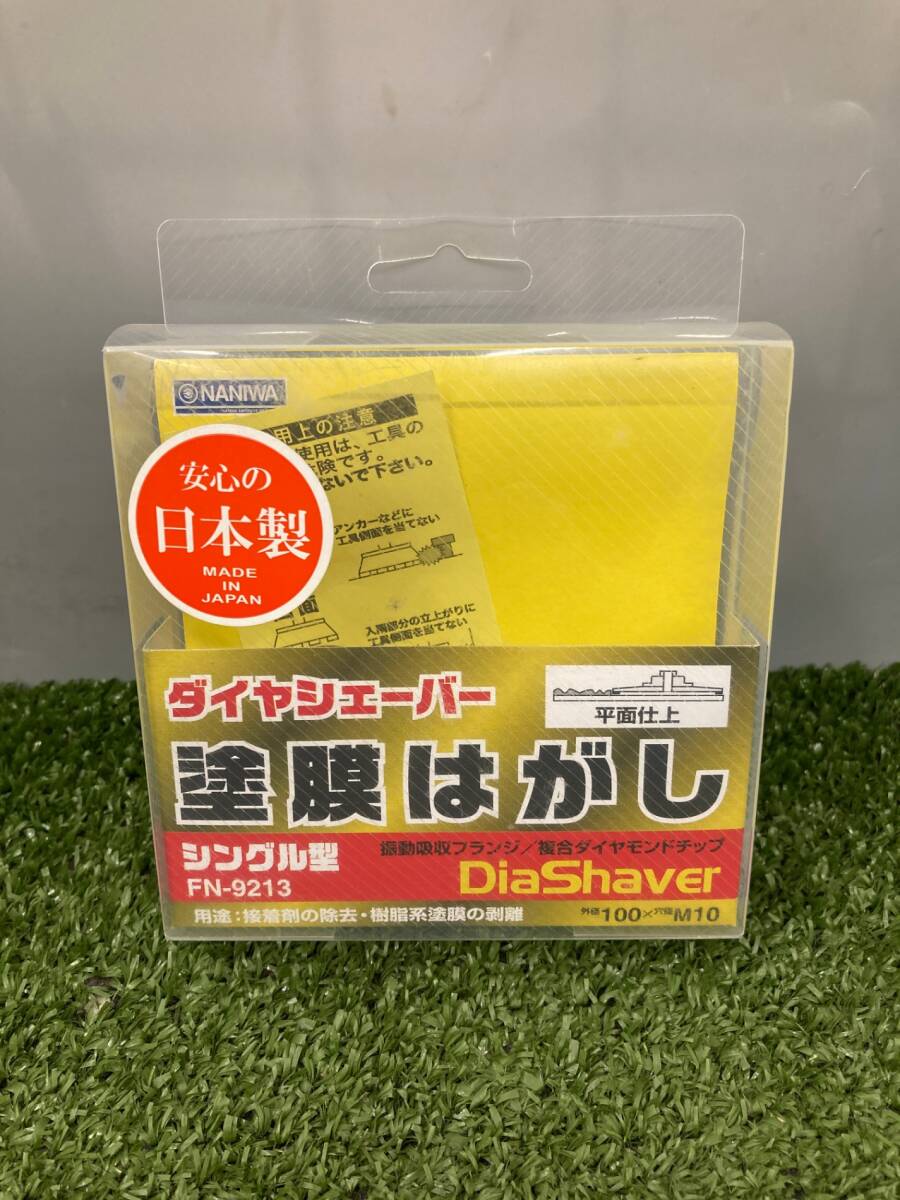 NANIWA
安心の
日本製
MADE
IN
JAPAN
用上の注意
使用は、工具の
険です。
ないで下さい。
アンカーなどに
工具側面を当てない
入隅部分の立上がりに
工具側面を当てない
ダイヤシェーバー
平面仕上
塗膜はがし
シングル型
振動吸収フランジ/複合ダイヤモンドチップ
FN-9213
DiaShaver
用途:接着剤の除去・樹脂系塗膜の剥離
外径100×穴径M10